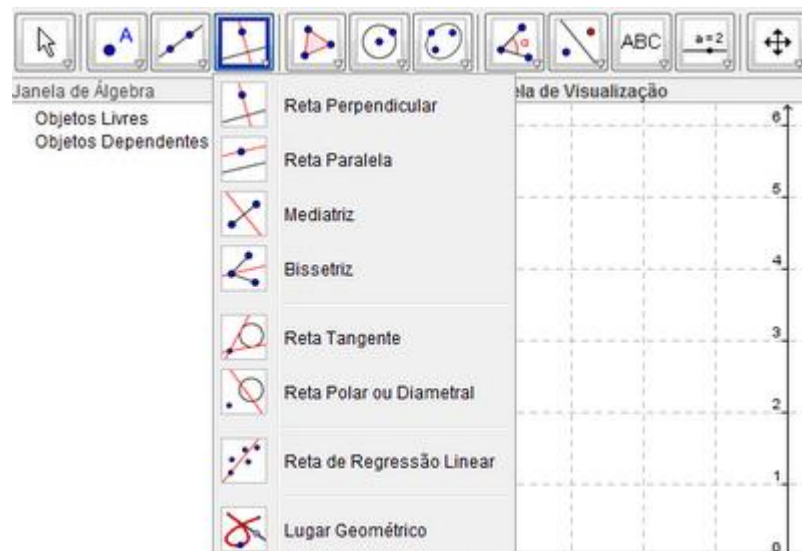 A
α
ABC
a=2
Janela de Álgebra
ela de Visualização
Objetos Livres
Objetos Dependentes
Reta Perpendicular
Reta Paralela
Mediatriz
Bissetriz
Reta Tangente
Reta Polar ou Diametral
Reta de Regressão Linear
Lugar Geométrico
6
5
4
3
2
1
0